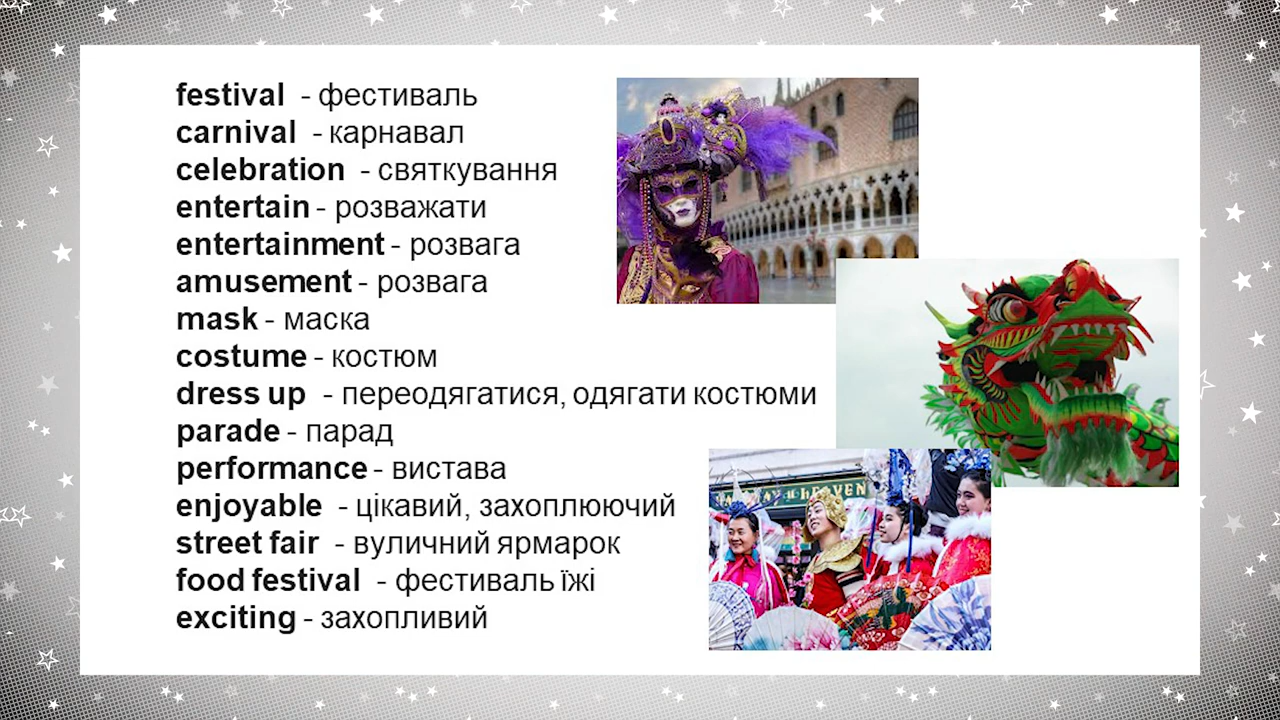 festival - фестиваль
carnival - карнавал
celebration - святкування
entertain - розважати
entertainment - розвага
amusement - розвага
mask - маска
costume - костюм
dress up - переодягатися, одягати костюми
parade - парад
performance - вистава
enjoyable - цікавий, захоплюючий
street fair - вуличний ярмарок
food festival - фестиваль їжі
exciting - захопливий